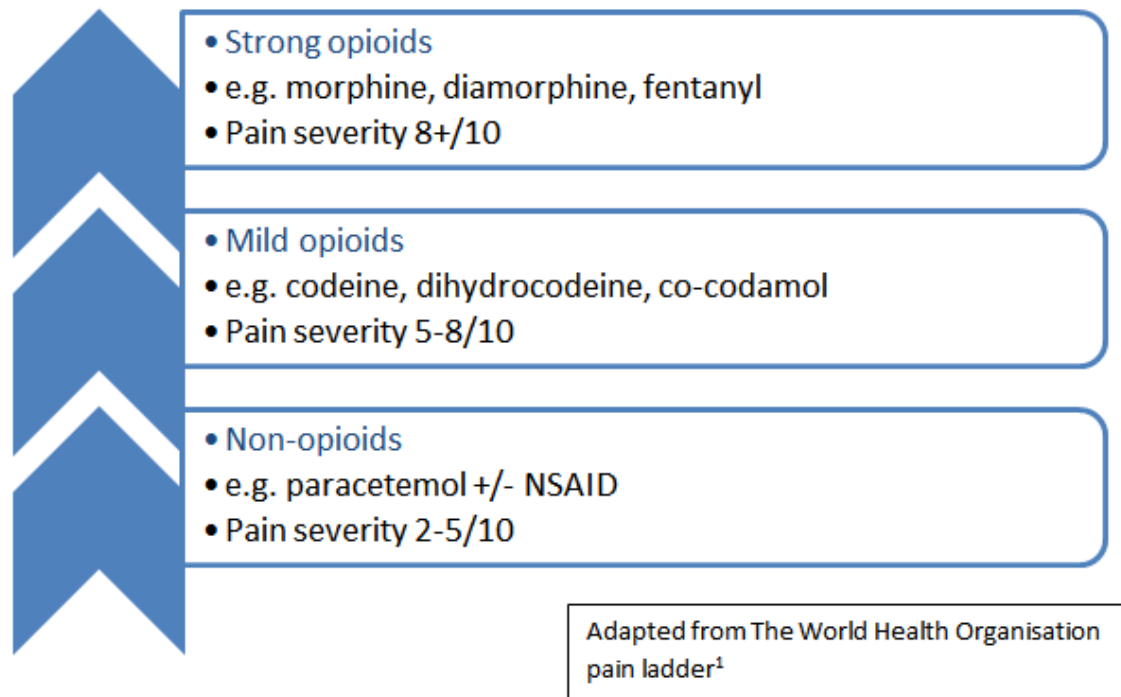 • Strong opioids
• e.g. morphine, diamorphine, fentanyl
• Pain severity 8+/10
• Mild opioids
• e.g. codeine, dihydrocodeine, co-codamol
• Pain severity 5-8/10
• Non-opioids
• e.g. paracetemol +/- NSAID
• Pain severity 2-5/10
Adapted from The World Health Organisation
pain ladder¹